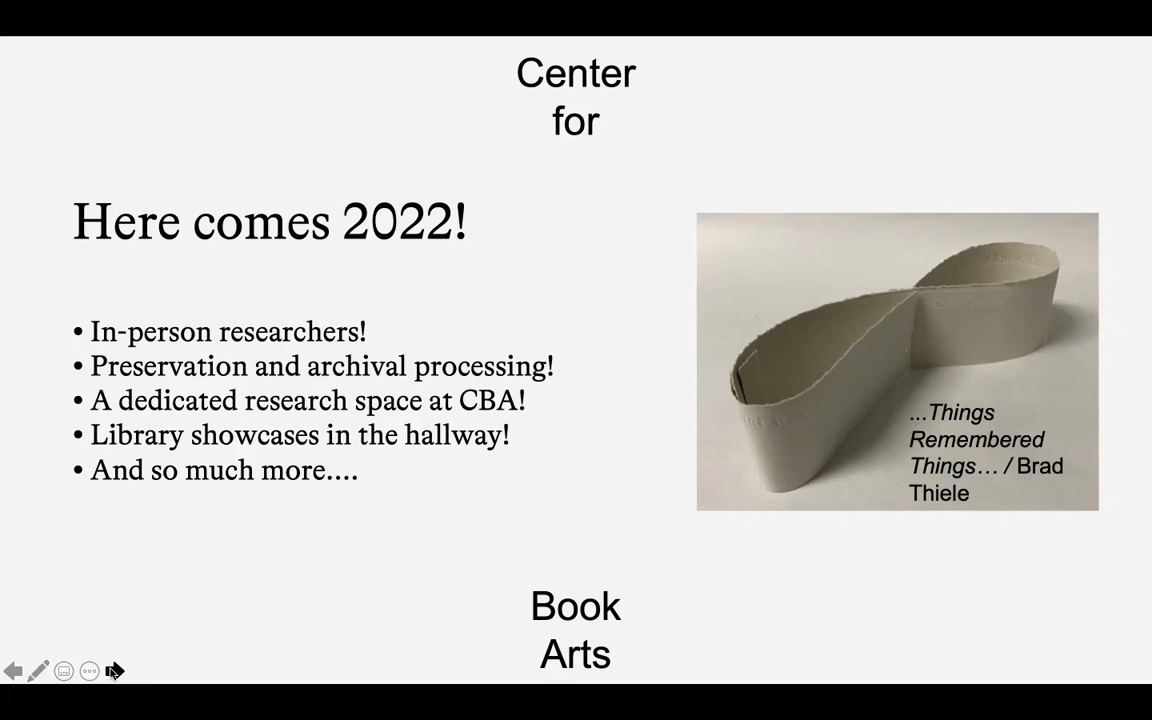 Center
for
Here comes 2022!
• In-person researchers!
• Preservation and archival processing!
• A dedicated research space at CBA!
• Library showcases in the hallway!
• And so much more....
...Things
Remembered
Things… / Brad
Thiele
Book
Arts